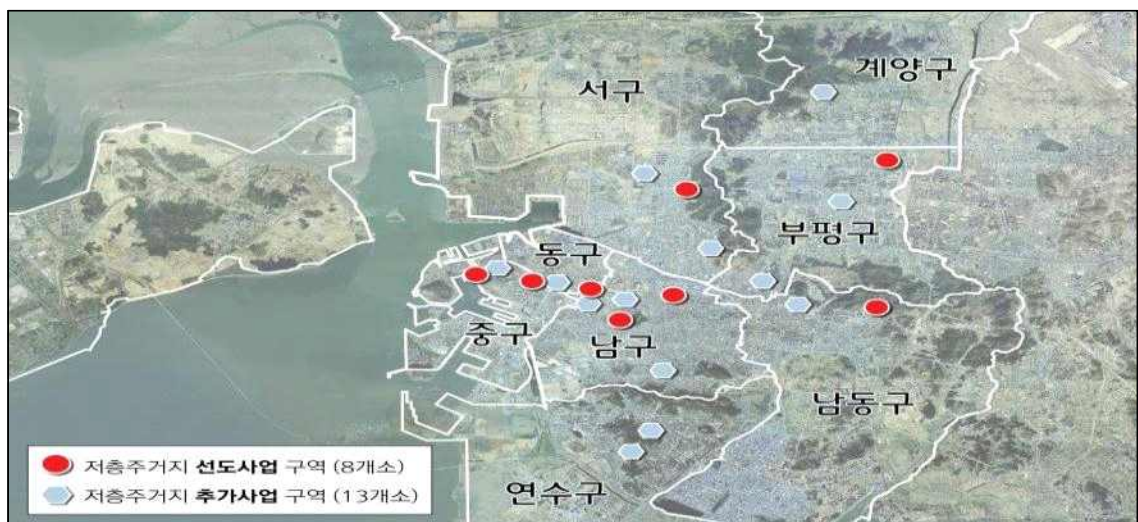 계양구
서구
부평구
동구
중구
남구
남동구
연수구
저층주거지 선도사업 구역 (8개소)
저층주거지 추가사업 구역 (13개소)